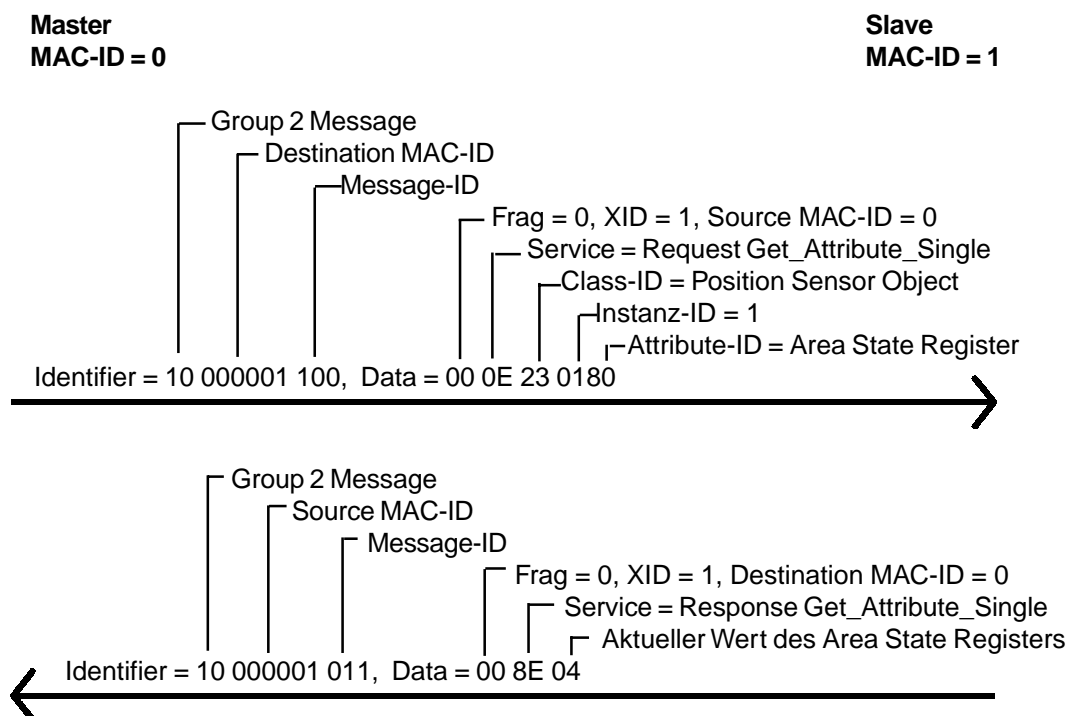 Master
Slave
MAC-ID = 0
MAC-ID = 1
Group 2 Message
Destination MAC-ID
Message-ID
Frag = 0, XID = 1, Source MAC-ID = 0
Service = Request Get_Attribute_Single
Class-ID = Position Sensor Object
Instanz-ID = 1
Attribute-ID = Area State Register
Identifier = 10 000001 100, Data = 00 0E 23 0180
Group 2 Message
Source MAC-ID
Message-ID
Frag = 0, XID = 1, Destination MAC-ID = 0
Service = Response Get_Attribute_Single
Aktueller Wert des Area State Registers
Identifier = 10 000001 011, Data = 00 8E 04